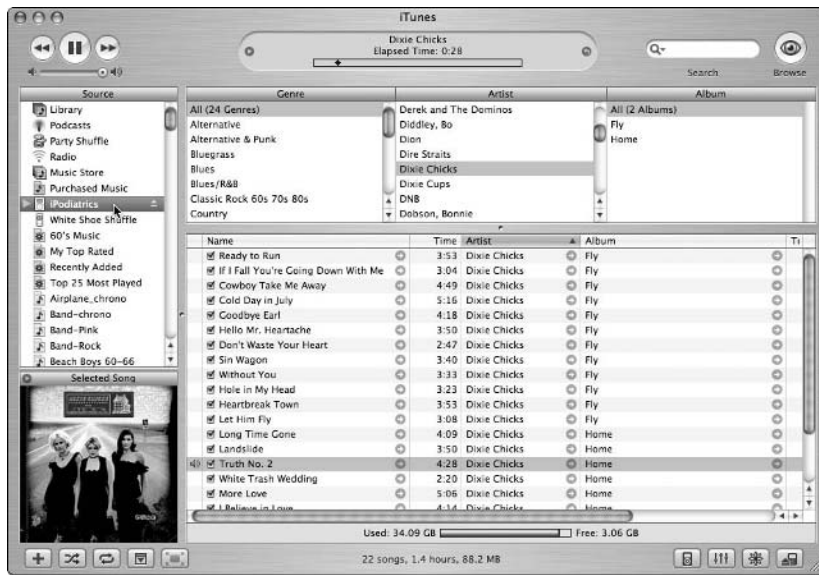 iTunes
Dixie Chicks
Elapsed Time: 0:28
Search
Browse
Source
Library
Podcasts
Party Shuffle
Radio
Music Store
Purchased Music
iPodiatrics
White Shoe Shuffle
60's Music
My Top Rated
Recently Added
Top 25 Most Played
Airplane_chrono
Band-chrono
Band-Pink
Band-Rock
Beach Boys 60-66
Selected Song
Genre
All (24 Genres)
Alternative
Alternative & Punk
Bluegrass
Blues
Blues/R&B
Classic Rock 60s 70s 80s
Country
Artist
Derek and The Dominos
Diddley, Bo
Dion
Dire Straits
Dixie Chicks
Dixie Cups
DNB
Dobson, Bonnie
Album
All (2 Albums)
Fly
Home
Name Time Artist Album Tr
Ready to Run 3:53 Dixie Chicks Fly
If I Fall You're Going Down With Me 3:04 Dixie Chicks Fly
Cowboy Take Me Away 4:49 Dixie Chicks Fly
Cold Day in July 5:16 Dixie Chicks Fly
Goodbye Earl 4:18 Dixie Chicks Fly
Hello Mr. Heartache 3:50 Dixie Chicks Fly
Don't Waste Your Heart 2:47 Dixie Chicks Fly
Sin Wagon 3:40 Dixie Chicks Fly
Without You 3:33 Dixie Chicks Fly
Hole in My Head 3:23 Dixie Chicks Fly
Heartbreak Town 3:53 Dixie Chicks Fly
Let Him Fly 3:08 Dixie Chicks Fly
Long Time Gone 4:09 Dixie Chicks Home
Landslide 3:50 Dixie Chicks Home
Truth No. 2 4:28 Dixie Chicks Home
White Trash Wedding 2:20 Dixie Chicks Home
More Love 5:06 Dixie Chicks Home
I Believe in Love 4:14 Dixie Chicks Home
Used: 34.09 GB Free: 3.06 GB
22 songs, 1.4 hours, 88.2 MB